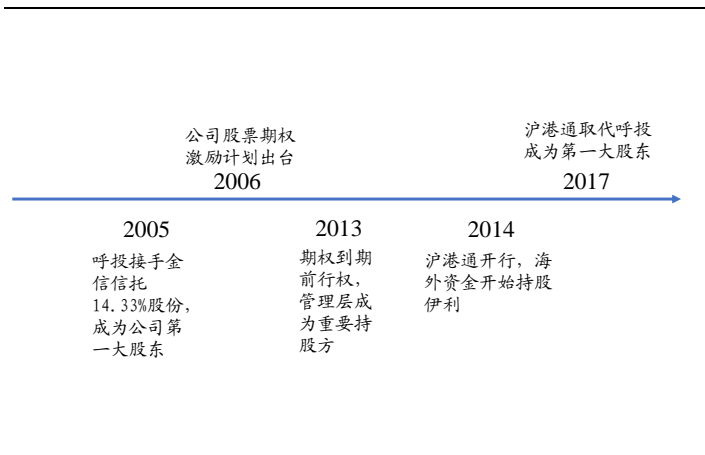 公司股票期权
激励计划出台
2006
沪港通取代呼投
成为第一大股东
2017
2005
呼投接手金
信信托
14.33%股份，
成为公司第
一大股东
2013
期权到期
前行权，
管理层成
为重要持
股方
2014
沪港通开行，海
外资金开始持股
伊利